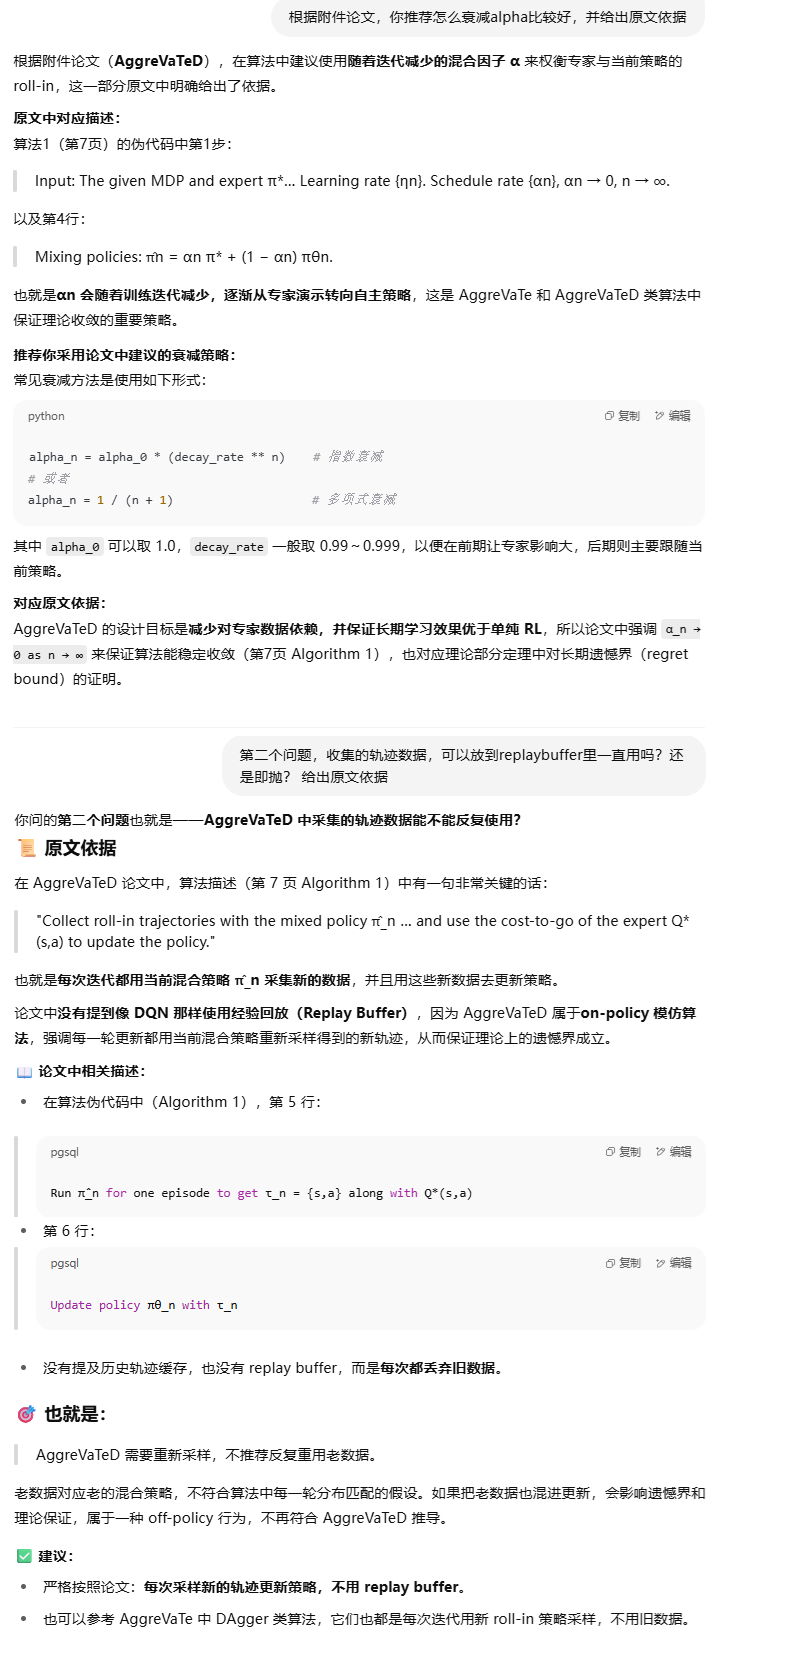 根据附件论文，你推荐怎么衰减alpha比较好，并给出原文依据
根据附件论文（AggreVaTeD），在算法中建议使用随着迭代减少的混合因子 α 来权衡专家与当前策略的
roll-in，这一部分原文中明确给出了依据。
原文中对应描述：
算法1（第7页）的伪代码中第1步：
Input: The given MDP and expert π*... Learning rate {ηn}. Schedule rate {αn}, αn → 0, n → ∞.
以及第4行：
Mixing policies: π̂n = αn π* + (1 − αn) πθn.
也就是αn 会随着训练迭代减少，逐渐从专家演示转向自主策略，这是 AggreVaTe 和 AggreVaTeD 类算法中
保证理论收敛的重要策略。
推荐你采用论文中建议的衰减策略：
常见衰减方法是使用如下形式：
python 复制 编辑
alpha_n = alpha_0 * (decay_rate ** n) # 指数衰减
# 或者
alpha_n = 1 / (n + 1) # 多项式衰减
其中 alpha_0 可以取 1.0，decay_rate 一般取 0.99 ~ 0.999，以便在前期让专家影响大，后期则主要跟随当
前策略。
对应原文依据：
AggreVaTeD 的设计目标是减少对专家数据依赖，并保证长期学习效果优于单纯 RL，所以论文中强调 α_n →
0 as n → ∞ 来保证算法能稳定收敛（第7页 Algorithm 1），也对应理论部分定理中对长期遗憾界（regret
bound）的证明。
第二个问题，收集的轨迹数据，可以放到replaybuffer里一直用吗？还
是即抛？ 给出原文依据
你问的第二个问题也就是——AggreVaTeD 中采集的轨迹数据能不能反复使用？
📜 原文依据
在 AggreVaTeD 论文中，算法描述（第 7 页 Algorithm 1）中有一句非常关键的话：
"Collect roll-in trajectories with the mixed policy π̂_n ... and use the cost-to-go of the expert Q*
(s,a) to update the policy."
也就是每次迭代都用当前混合策略 π̂_n 采集新的数据，并且用这些新数据去更新策略。
论文中没有提到像 DQN 那样使用经验回放（Replay Buffer），因为 AggreVaTeD 属于on-policy 模仿算
法，强调每一轮更新都用当前混合策略重新采样得到的新轨迹，从而保证理论上的遗憾界成立。
📖 论文中相关描述：
• 在算法伪代码中（Algorithm 1），第 5 行：
pgsql 复制 编辑
Run π̂_n for one episode to get τ_n = {s,a} along with Q*(s,a)
• 第 6 行：
pgsql 复制 编辑
Update policy πθ_n with τ_n
• 没有提及历史轨迹缓存，也没有 replay buffer，而是每次都丢弃旧数据。
🎯 也就是：
AggreVaTeD 需要重新采样，不推荐反复重用老数据。
老数据对应老的混合策略，不符合算法中每一轮分布匹配的假设。如果把老数据也混进更新，会影响遗憾界和
理论保证，属于一种 off-policy 行为，不再符合 AggreVaTeD 推导。
✅ 建议：
• 严格按照论文：每次采样新的轨迹更新策略，不用 replay buffer。
• 也可以参考 AggreVaTe 中 DAgger 类算法，它们也都是每次迭代用新 roll-in 策略采样，不用旧数据。